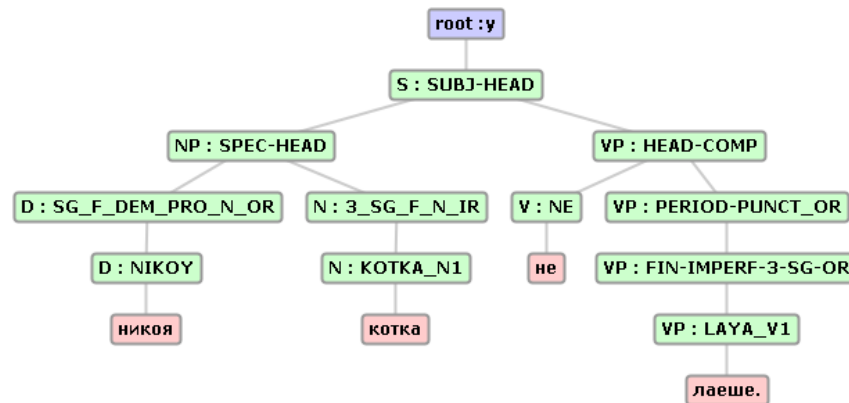 root :y
S : SUBJ-HEAD
NP : SPEC-HEAD VP : HEAD-COMP
D : SG_F_DEM_PRO_N_OR N : 3_SG_F_N_IR V : NE VP : PERIOD-PUNCT_OR
D : NIKOY N : KOTKA_N1 не VP : FIN-IMPERF-3-SG-OR
никоя котка VP : LAYA_V1
лаеше.